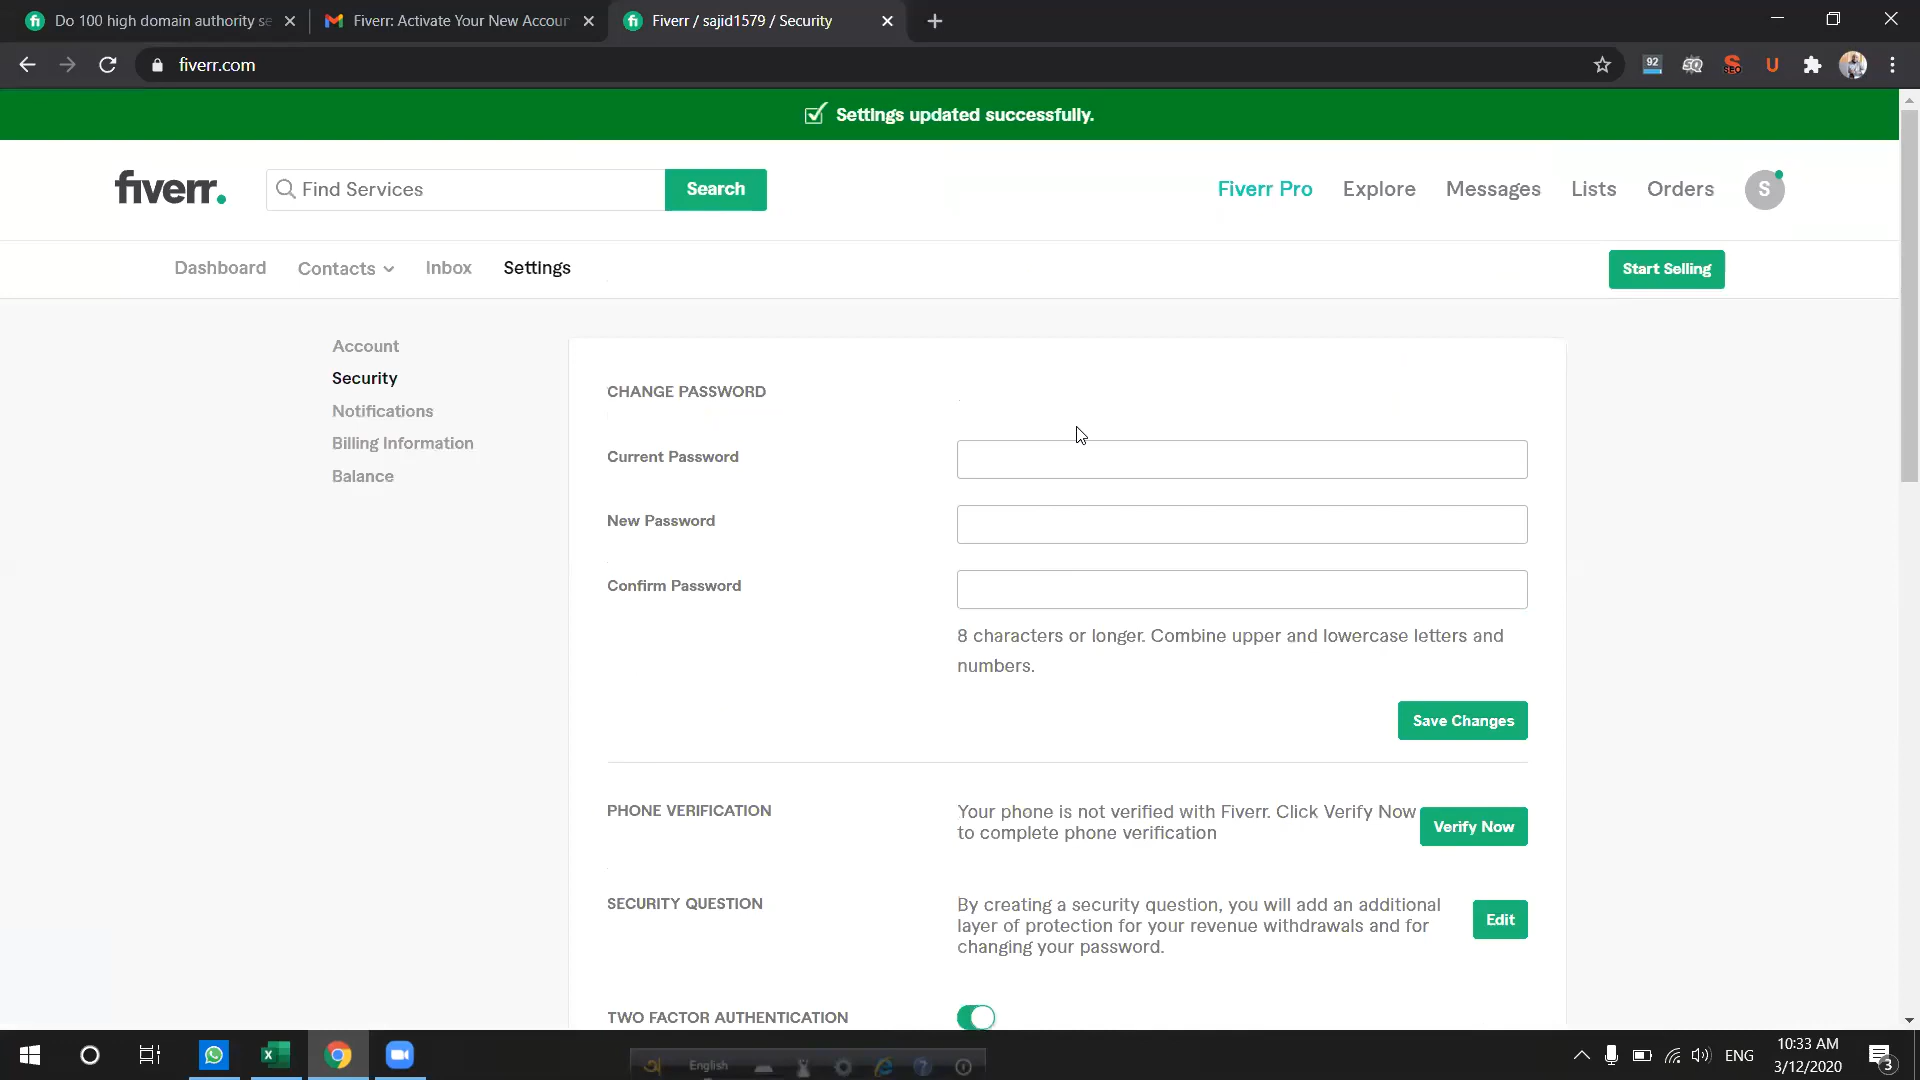 Do 100 high domain authority se
Fiverr: Activate Your New Accoun
Fiverr / sajid1579 / Security
fiverr.com
92
SEO
U
Settings updated successfully.
fiverr.
Find Services
Search
Fiverr Pro
Explore
Messages
Lists
Orders
S
Dashboard
Contacts
Inbox
Settings
Start Selling
Account
Security
Notifications
Billing Information
Balance
CHANGE PASSWORD
Current Password
New Password
Confirm Password
8 characters or longer. Combine upper and lowercase letters and
numbers.
Save Changes
PHONE VERIFICATION
Your phone is not verified with Fiverr. Click Verify Now
to complete phone verification
Verify Now
SECURITY QUESTION
By creating a security question, you will add an additional
layer of protection for your revenue withdrawals and for
changing your password.
Edit
TWO FACTOR AUTHENTICATION
English
ENG
10:33 AM
3/12/2020
3